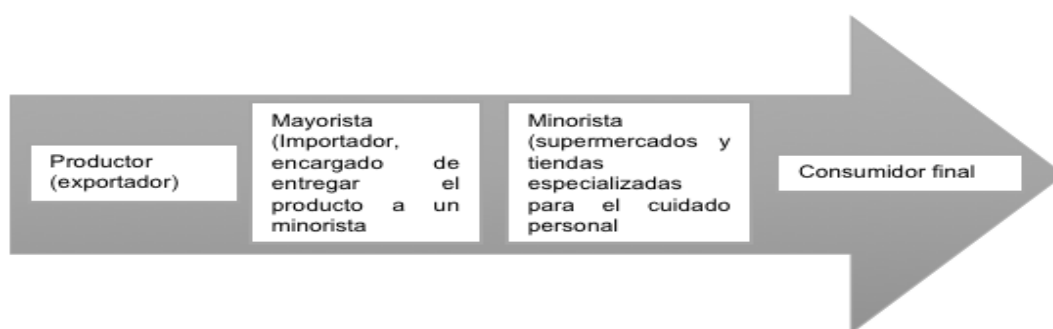 Productor
(exportador)
Mayorista
(Importador,
encargado de
entregar el
producto a un
minorista
Minorista
(supermercados y
tiendas
especializadas
para el cuidado
personal
Consumidor final